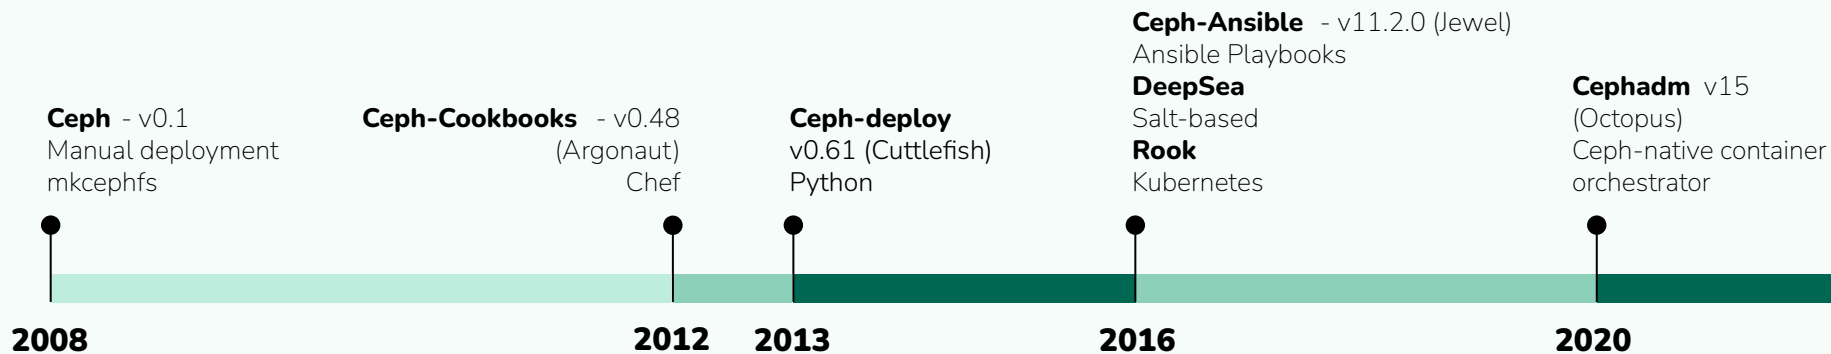 Ceph - v0.1
Manual deployment
mkcephfs
Ceph-Cookbooks - v0.48
(Argonaut)
Chef
Ceph-deploy
v0.61 (Cuttlefish)
Python
Ceph-Ansible - v11.2.0 (Jewel)
Ansible Playbooks
DeepSea
Salt-based
Rook
Kubernetes
Cephadm v15
(Octopus)
Ceph-native container
orchestrator
2008
2012
2013
2016
2020